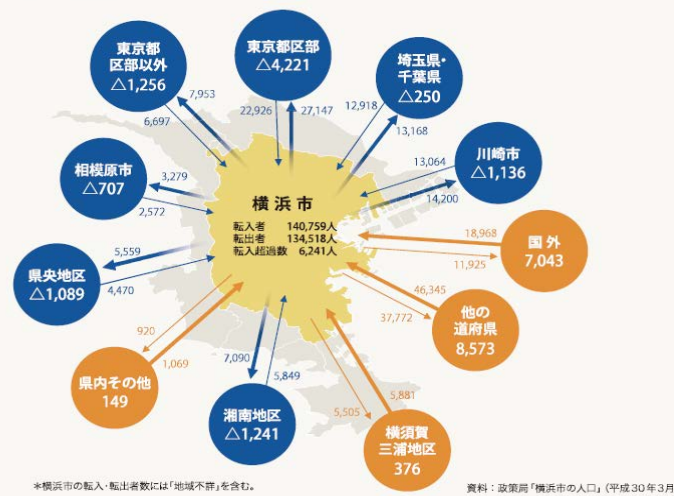 東京都
区部以外
△1,256
7,953
6,697
東京都区部
△4,221
22,926
27,147
埼玉県・
千葉県
△250
12,918
13,168
相模原市
△707
3,279
2,572
川崎市
△1,136
13,064
14,200
横浜市
転入者 140,759人
転出者 134,518人
転入超過数 6,241人
国外
7,043
18,968
11,925
県央地区
△1,089
5,559
4,470
他の
道府県
8,573
46,345
37,772
県内その他
149
920
1,069
湘南地区
△1,241
7,090
5,849
横須賀
三浦地区
376
5,505
5,881
*横浜市の転入・転出者数には「地域不詳」を含む。
資料：政策局「横浜市の人口」(平成30年3月